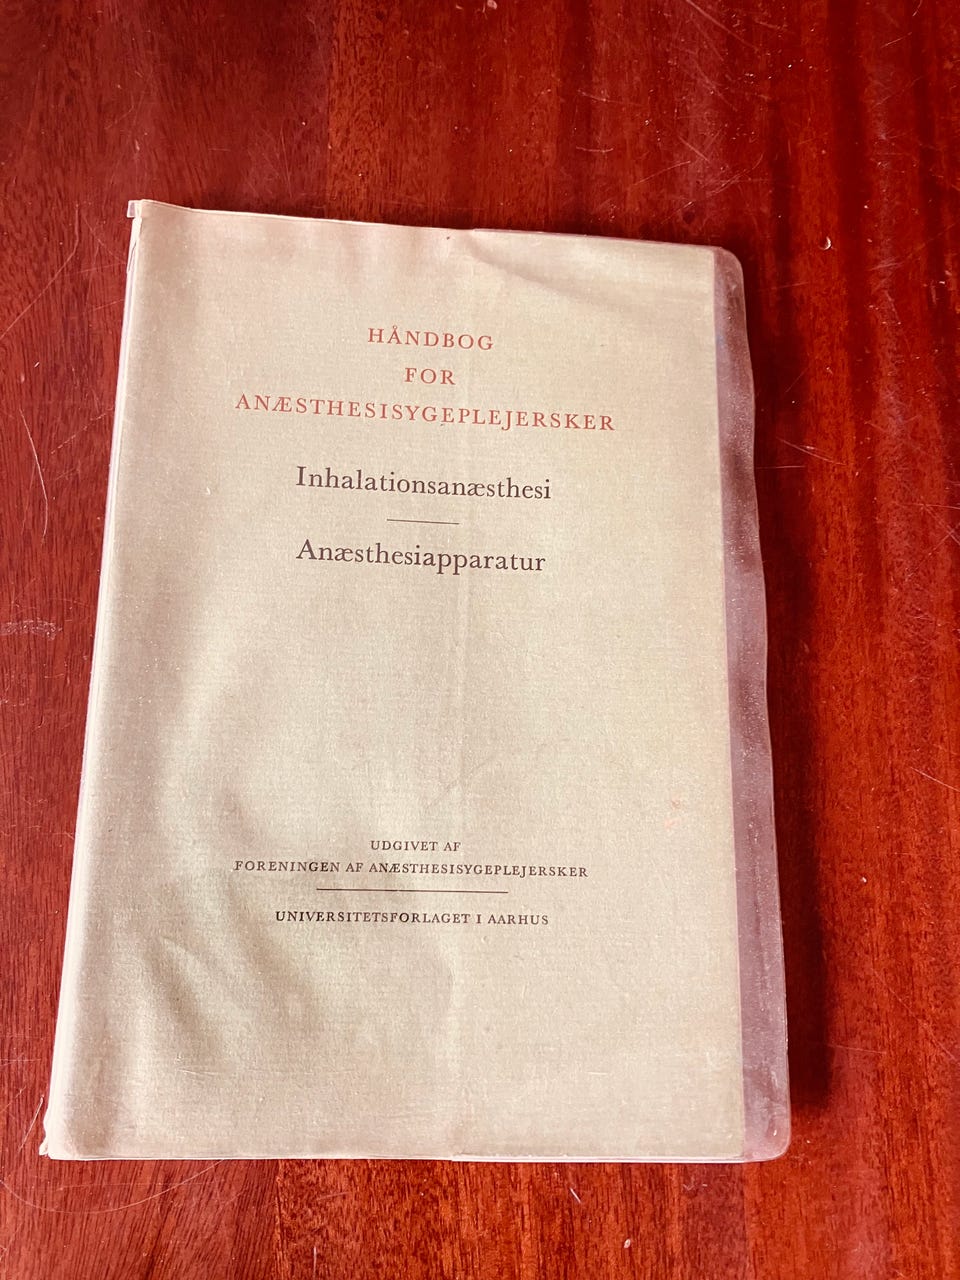 HÅNDBOG
FOR
ANÆSTHESISYGEPLEJERSKER
Inhalationsanæsthesi
Anæsthesiapparatur
UDGIVET AF
FORENINGEN AF ANÆSTHESISYGEPLEJERSKER
UNIVERSITETSFORLAGET I AARHUS